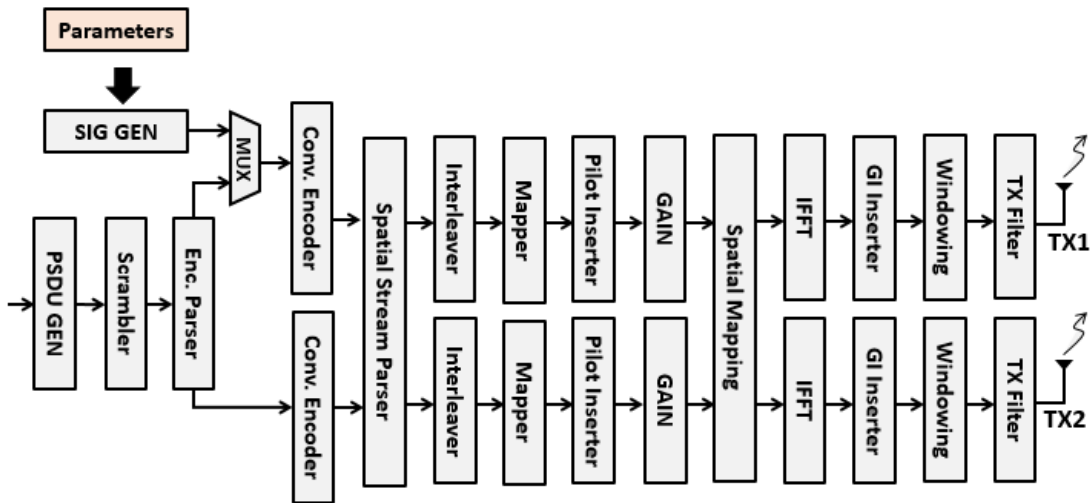 Parameters
SIG GEN
MUX
PSDU GEN
Scrambler
Enc. Parser
Conv. Encoder
Conv. Encoder
Spatial Stream Parser
Interleaver
Mapper
Pilot Inserter
GAIN
Interleaver
Mapper
Pilot Inserter
GAIN
Spatial Mapping
IFFT
GI Inserter
Windowing
TX Filter
TX1
IFFT
GI Inserter
Windowing
TX Filter
TX2